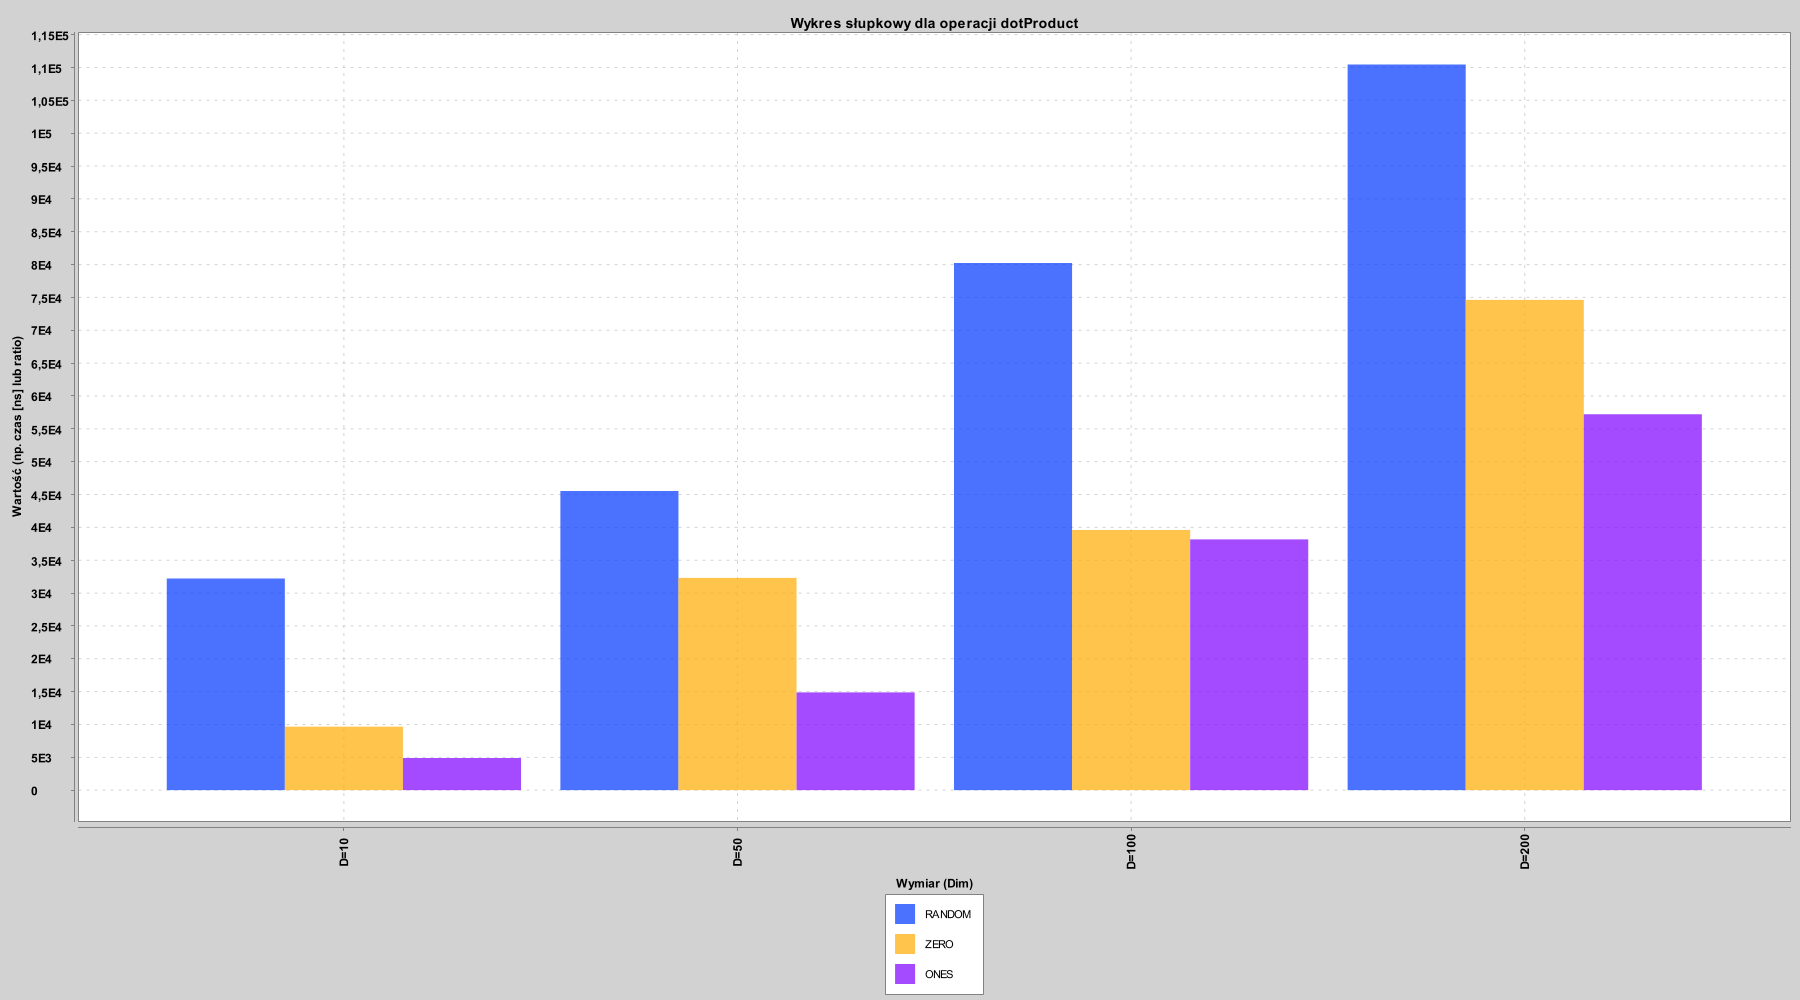 Wykres słupkowy dla operacji dotProduct
Wartość (np. czas [ns] lub ratio)
1,15E5
1,1E5
1,05E5
1E5
9,5E4
9E4
8,5E4
8E4
7,5E4
7E4
6,5E4
6E4
5,5E4
5E4
4,5E4
4E4
3,5E4
3E4
2,5E4
2E4
1,5E4
1E4
5E3
0
D=10
D=50
D=100
D=200
Wymiar (Dim)
RANDOM
ZERO
ONES